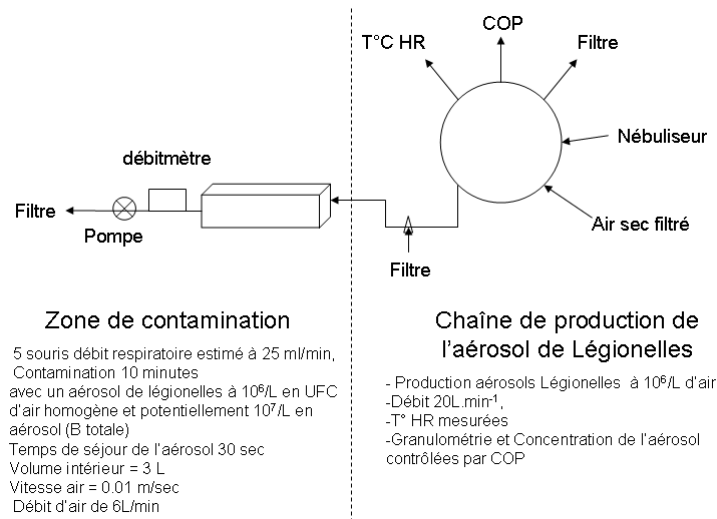 COP
T°C HR
Filtre
Nébuliseur
débitmètre
Filtre
Pompe
Air sec filtré
Filtre
Zone de contamination
5 souris débit respiratoire estimé à 25 ml/min,
Contamination 10 minutes
avec un aérosol de légionelles à 10⁶/L en UFC
d'air homogène et potentiellement 10⁷/L en
aérosol (B totale)
Temps de séjour de l'aérosol 30 sec
Volume intérieur = 3 L
Vitesse air = 0.01 m/sec
Débit d'air de 6L/min
Chaîne de production de
l'aérosol de Légionelles
- Production aérosols Légionelles à 10⁶/L d'air
-Débit 20L.min⁻¹,
-T° HR mesurées
-Granulométrie et Concentration de l'aérosol
contrôlées par COP